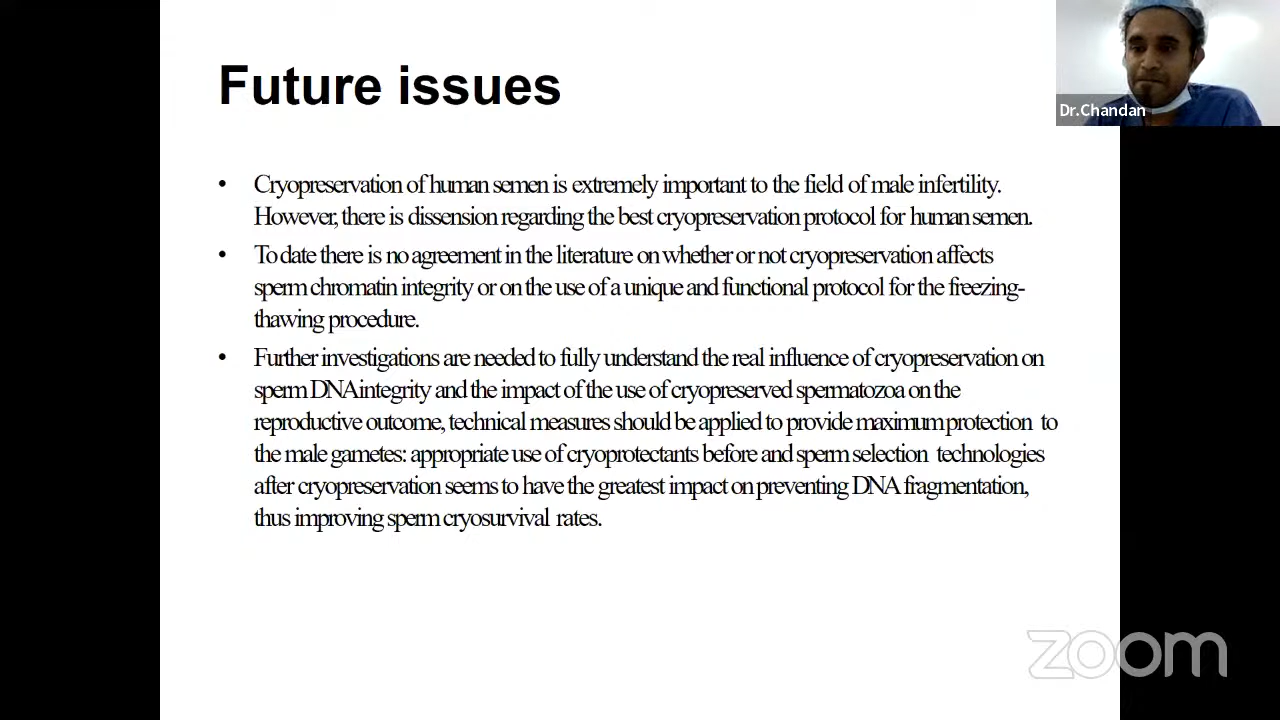 Future issues
Dr.Chandan
• Cryopreservation of human semen is extremely important to the field of male infertility.
However, there is dissension regarding the best cryopreservation protocol for human semen.
• To date there is no agreement in the literature on whether or not cryopreservation affects
sperm chromatin integrity or on the use of a unique and functional protocol for the freezing-
thawing procedure.
• Further investigations are needed to fully understand the real influence of cryopreservation on
sperm DNA integrity and the impact of the use of cryopreserved spermatozoa on the
reproductive outcome, technical measures should be applied to provide maximum protection to
the male gametes: appropriate use of cryoprotectants before and sperm selection technologies
after cryopreservation seems to have the greatest impact on preventing DNA fragmentation,
thus improving sperm cryosurvival rates.
zoom